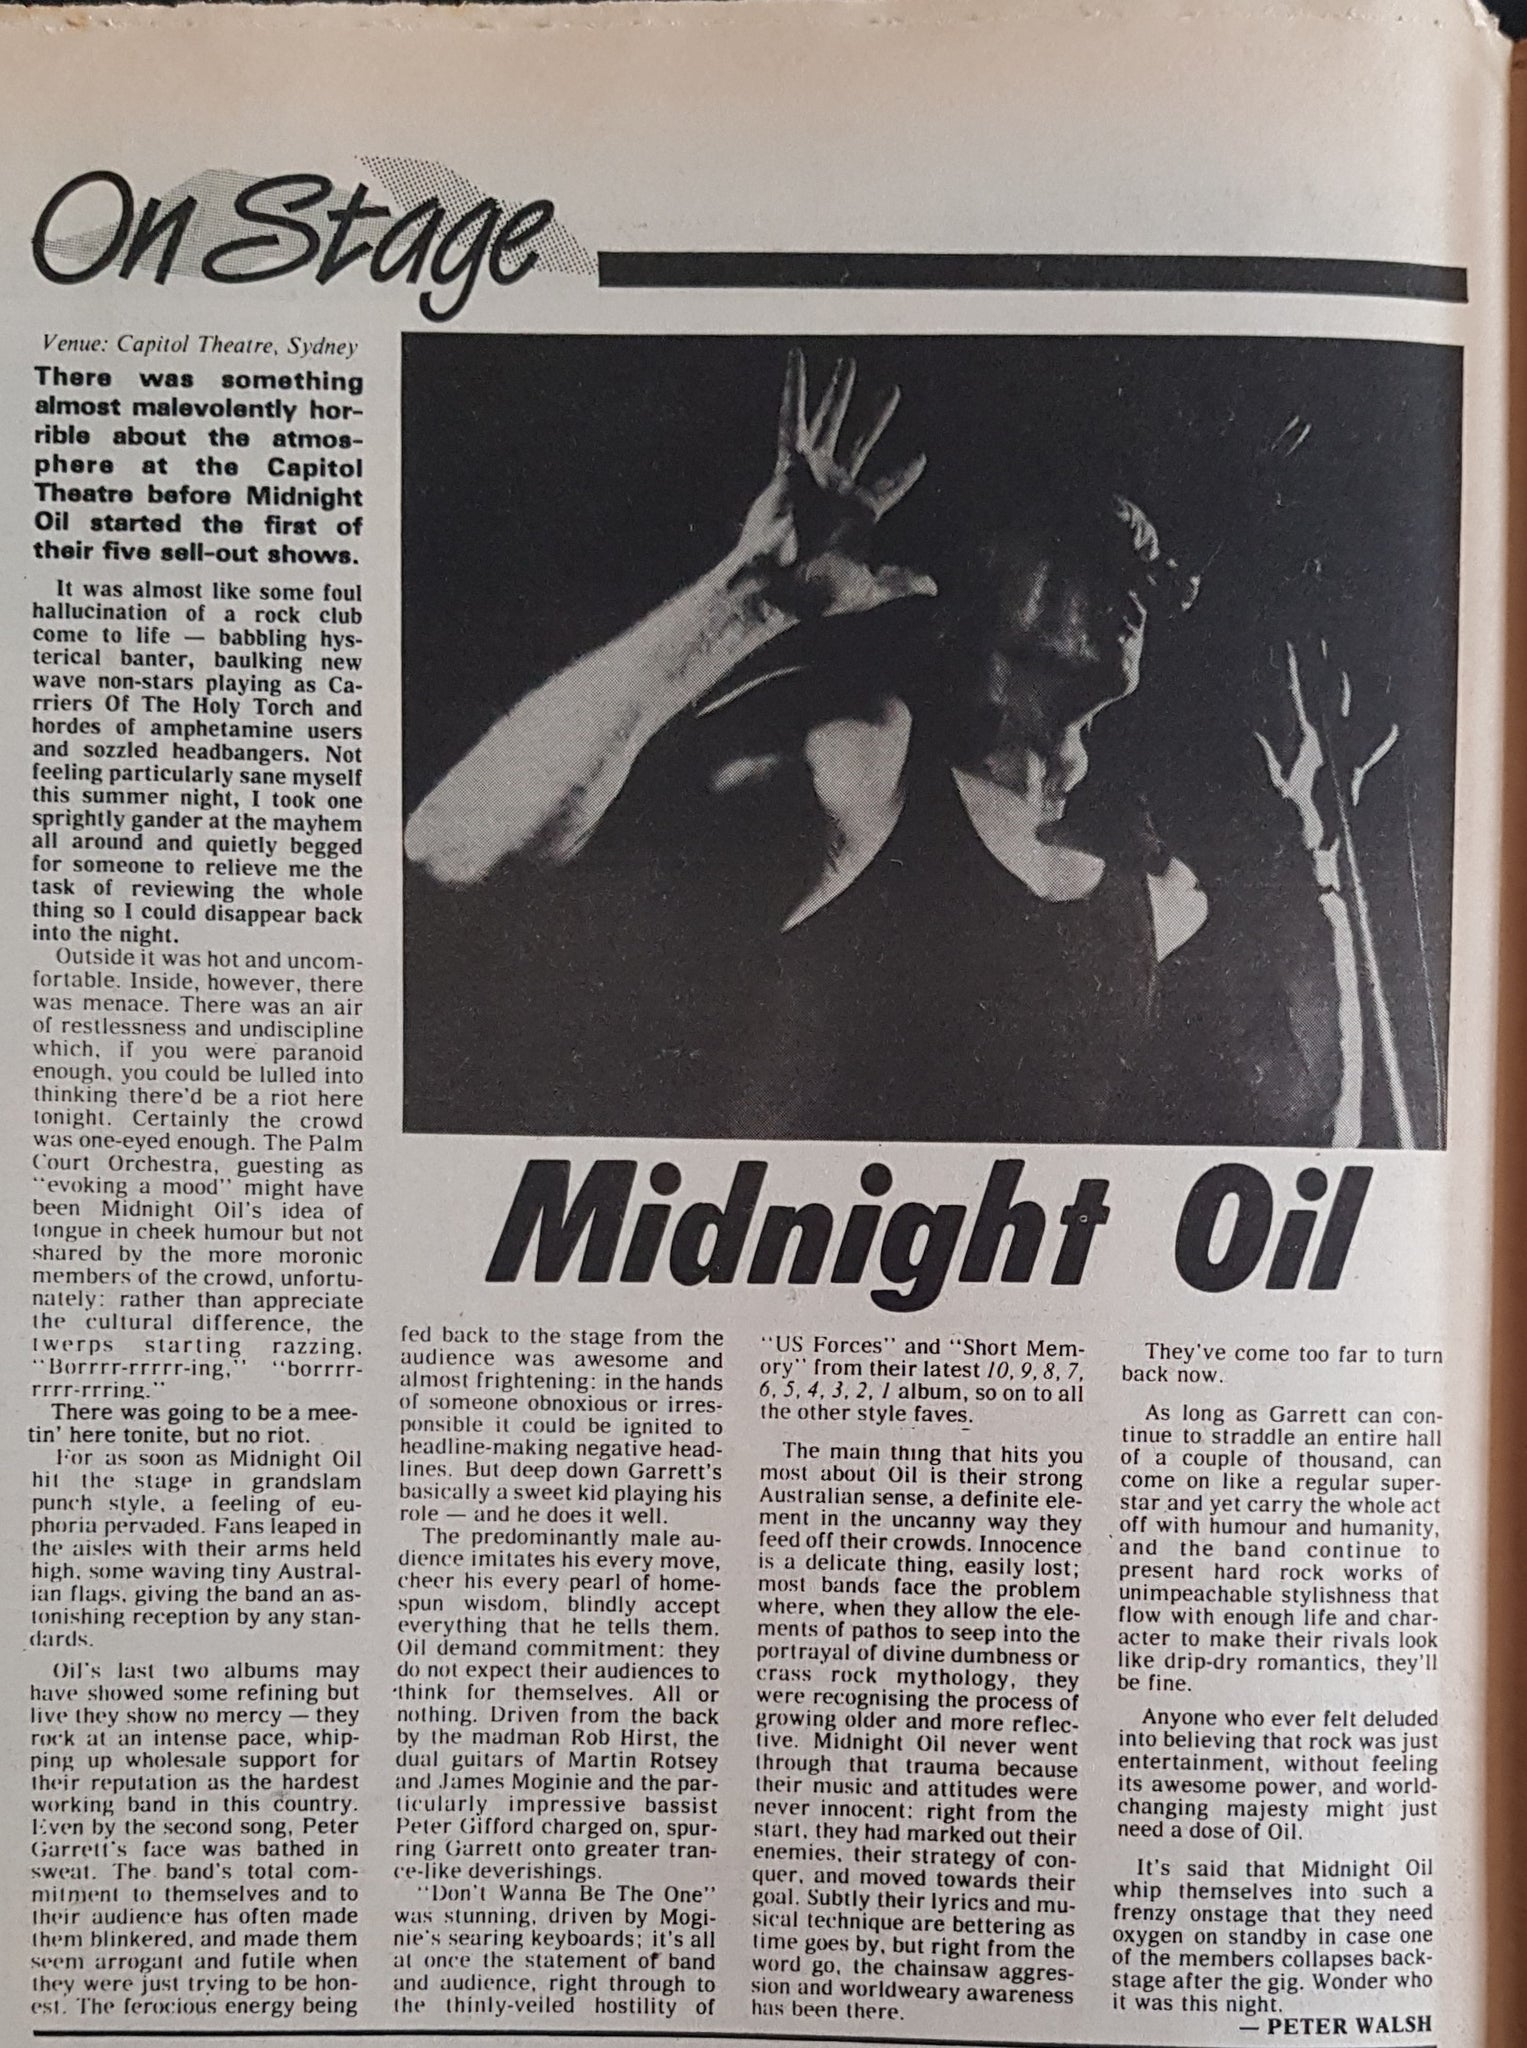 On Stage
Venue: Capitol Theatre, Sydney
There was something
almost malevolently hor-
rible about the atmos-
phere at the Capitol
Theatre before Midnight
Oil started the first of
their five sell-out shows.
It was almost like some foul
hallucination of a rock club
come to life — babbling hys-
terical banter, baulking new
wave non-stars playing as Ca-
rriers Of The Holy Torch and
hordes of amphetamine users
and sozzled headbangers. Not
feeling particularly sane myself
this summer night, I took one
sprightly gander at the mayhem
all around and quietly begged
for someone to relieve me the
task of reviewing the whole
thing so I could disappear back
into the night.
Outside it was hot and uncom-
fortable. Inside, however, there
was menace. There was an air
of restlessness and undiscipline
which, if you were paranoid
enough, you could be lulled into
thinking there'd be a riot here
tonight. Certainly the crowd
was one-eyed enough. The Palm
Court Orchestra, guesting as
"evoking a mood" might have
been Midnight Oil's idea of
tongue in cheek humour but not
shared by the more moronic
members of the crowd, unfortu-
nately: rather than appreciate
the cultural difference, the
twerps starting razzing,
"Borrrr-rrrrr-ing," "borrrr-
rrrr-rrring."
There was going to be a mee-
tin' here tonite, but no riot.
For as soon as Midnight Oil
hit the stage in grandslam
punch style, a feeling of eu-
phoria pervaded. Fans leaped in
the aisles with their arms held
high, some waving tiny Austral-
ian flags, giving the band an as-
tonishing reception by any stan-
dards.
Oil's last two albums may
have showed some refining but
live they show no mercy — they
rock at an intense pace, whip-
ping up wholesale support for
their reputation as the hardest
working band in this country.
Even by the second song, Peter
Garrett's face was bathed in
sweat. The band's total com-
mitment to themselves and to
their audience has often made
them blinkered, and made them
seem arrogant and futile when
they were just trying to be hon-
est. The ferocious energy being
Midnight Oil
fed back to the stage from the
audience was awesome and
almost frightening: in the hands
of someone obnoxious or irres-
ponsible it could be ignited to
headline-making negative head-
lines. But deep down Garrett's
basically a sweet kid playing his
role — and he does it well.
The predominantly male au-
dience imitates his every move,
cheer his every pearl of home-
spun wisdom, blindly accept
everything that he tells them.
Oil demand commitment: they
do not expect their audiences to
think for themselves. All or
nothing. Driven from the back
by the madman Rob Hirst, the
dual guitars of Martin Rotsey
and James Moginie and the par-
ticularly impressive bassist
Peter Gifford charged on, spur-
ring Garrett onto greater tran-
ce-like deverishings.
"Don't Wanna Be The One"
was stunning, driven by Mogi-
nie's searing keyboards; it's all
at once the statement of band
and audience, right through to
the thinly-veiled hostility of
"US Forces" and "Short Mem-
ory" from their latest 10, 9, 8, 7,
6, 5, 4, 3, 2, 1 album, so on to all
the other style faves.
The main thing that hits you
most about Oil is their strong
Australian sense, a definite ele-
ment in the uncanny way they
feed off their crowds. Innocence
is a delicate thing, easily lost;
most bands face the problem
where, when they allow the ele-
ments of pathos to seep into the
portrayal of divine dumbness or
crass rock mythology, they
were recognising the process of
growing older and more reflec-
tive. Midnight Oil never went
through that trauma because
their music and attitudes were
never innocent: right from the
start, they had marked out their
enemies, their strategy of con-
quer, and moved towards their
goal. Subtly their lyrics and mu-
sical technique are bettering as
time goes by, but right from the
word go, the chainsaw aggres-
sion and worldweary awareness
has been there.
They've come too far to turn
back now.
As long as Garrett can con-
tinue to straddle an entire hall
of a couple of thousand, can
come on like a regular super-
star and yet carry the whole act
off with humour and humanity,
and the band continue to
present hard rock works of
unimpeachable stylishness that
flow with enough life and char-
acter to make their rivals look
like drip-dry romantics, they'll
be fine.
Anyone who ever felt deluded
into believing that rock was just
entertainment, without feeling
its awesome power, and world-
changing majesty might just
need a dose of Oil.
It's said that Midnight Oil
whip themselves into such a
frenzy onstage that they need
oxygen on standby in case one
of the members collapses back-
stage after the gig. Wonder who
it was this night.
— PETER WALSH